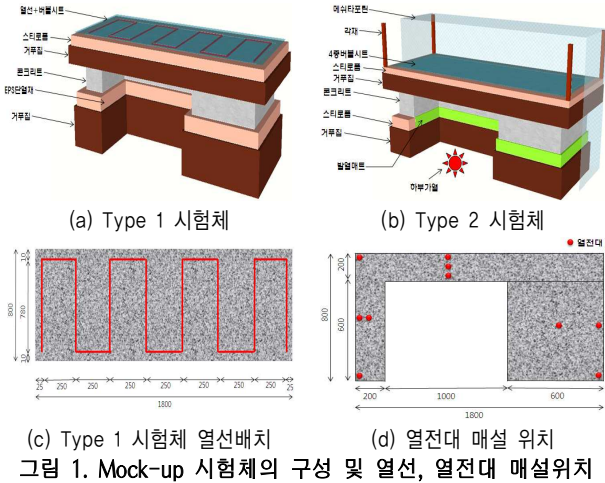 열선+버블시트
스티로폼
거푸집
콘크리트
EPS단열재
거푸집
(a) Type 1 시험체
메쉬타포린
각재
4중버블시트
스티로폼
거푸집
콘크리트
스티로폼
거푸집
발열매트
하부가열
(b) Type 2 시험체
10
780
10
800
25 250 250 250 250 250 250 250 25
1800
(c) Type 1 시험체 열선배치
열전대
200
600
800
200 1000 600
1800
(d) 열전대 매설 위치
그림 1. Mock-up 시험체의 구성 및 열선, 열전대 매설위치